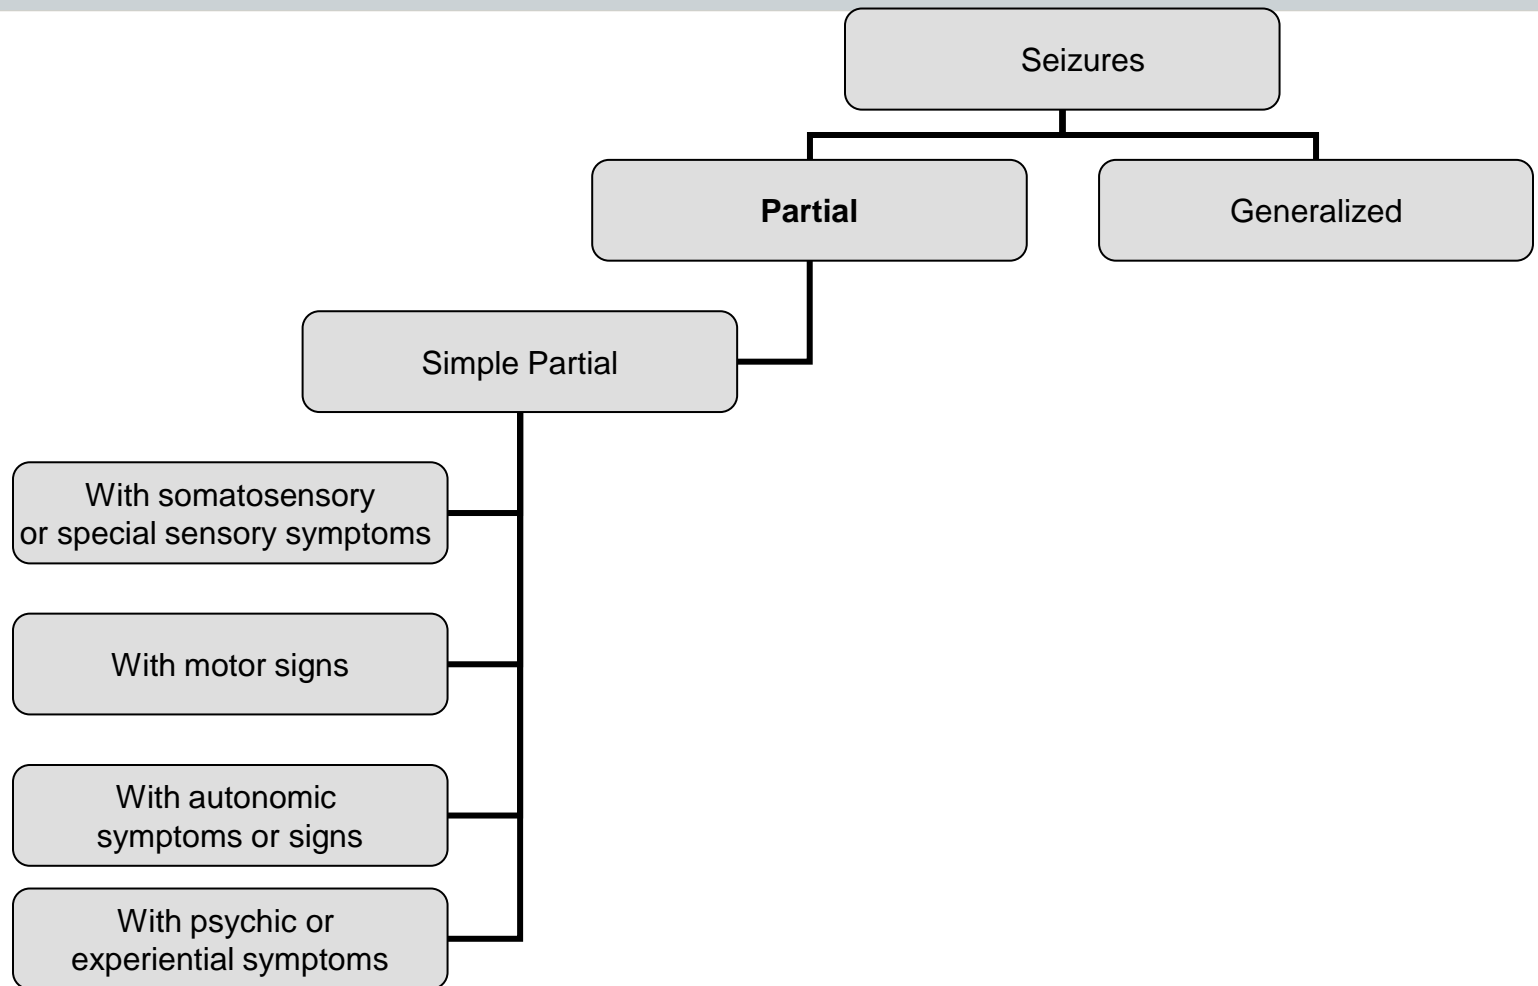 Seizures
Partial
Generalized
Simple Partial
With somatosensory
or special sensory symptoms
With motor signs
With autonomic
symptoms or signs
With psychic or
experiential symptoms